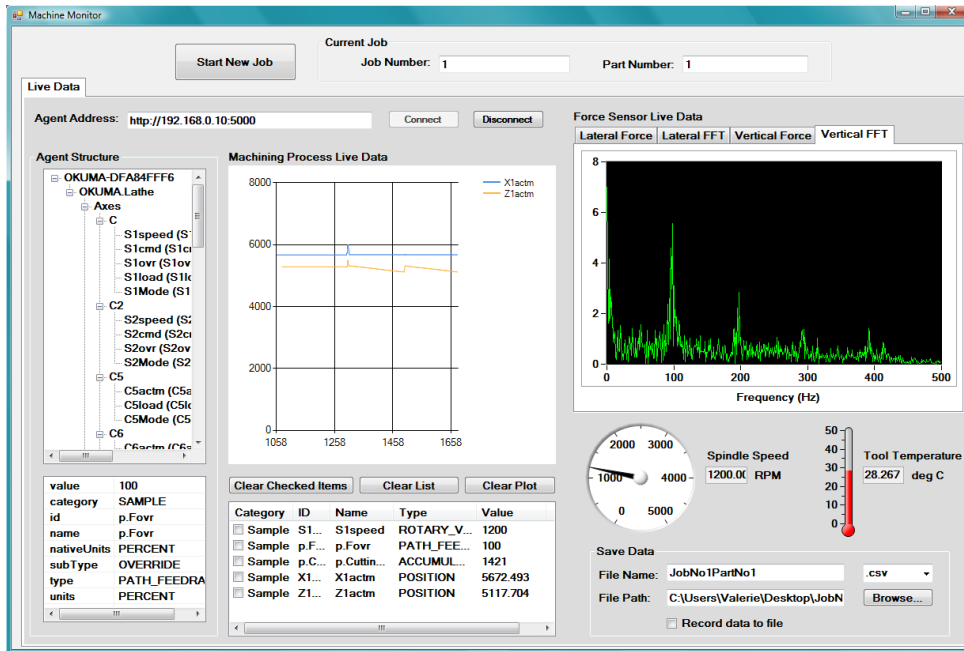 Machine Monitor
Start New Job
Current Job
Job Number: 1
Part Number: 1
Live Data
Agent Address: http://192.168.0.10:5000
Connect
Disconnect
Agent Structure
OKUMA-DFA84FFF6
OKUMA.Lathe
Axes
C
S1speed (S1
S1cmd (S1c
S1ovr (S1ov
S1load (S1l
S1Mode (S1
C2
S2speed (S2
S2cmd (S2c
S2ovr (S2ov
S2Mode (S2
C5
C5actm (C5a
C5load (C5l
C5Mode (C5
C6
C6actm (C6a
value 100
category SAMPLE
id p.Fovr
name p.Fovr
nativeUnits PERCENT
subType OVERRIDE
type PATH_FEEDRA
units PERCENT
Machining Process Live Data
8000
6000
4000
2000
0
1058 1258 1458 1658
X1actm
Z1actm
Clear Checked Items
Clear List
Clear Plot
Category ID Name Type Value
Sample S1... S1speed ROTARY_V... 1200
Sample p.F... p.Fovr PATH_FEE... 100
Sample p.C... p.Cuttin... ACCUMUL... 1421
Sample X1... X1actm POSITION 5672.493
Sample Z1... Z1actm POSITION 5117.704
Force Sensor Live Data
Lateral Force Lateral FFT Vertical Force Vertical FFT
8
6
4
2
0
0 100 200 300 400 500
Frequency (Hz)
2000 3000
1000 4000
0 5000
Spindle Speed
1200.0 RPM
50
40
30
20
10
0
Tool Temperature
28.267 deg C
Save Data
File Name: JobNo1PartNo1 .csv
File Path: C:\Users\Valerie\Desktop\JobN Browse...
Record data to file